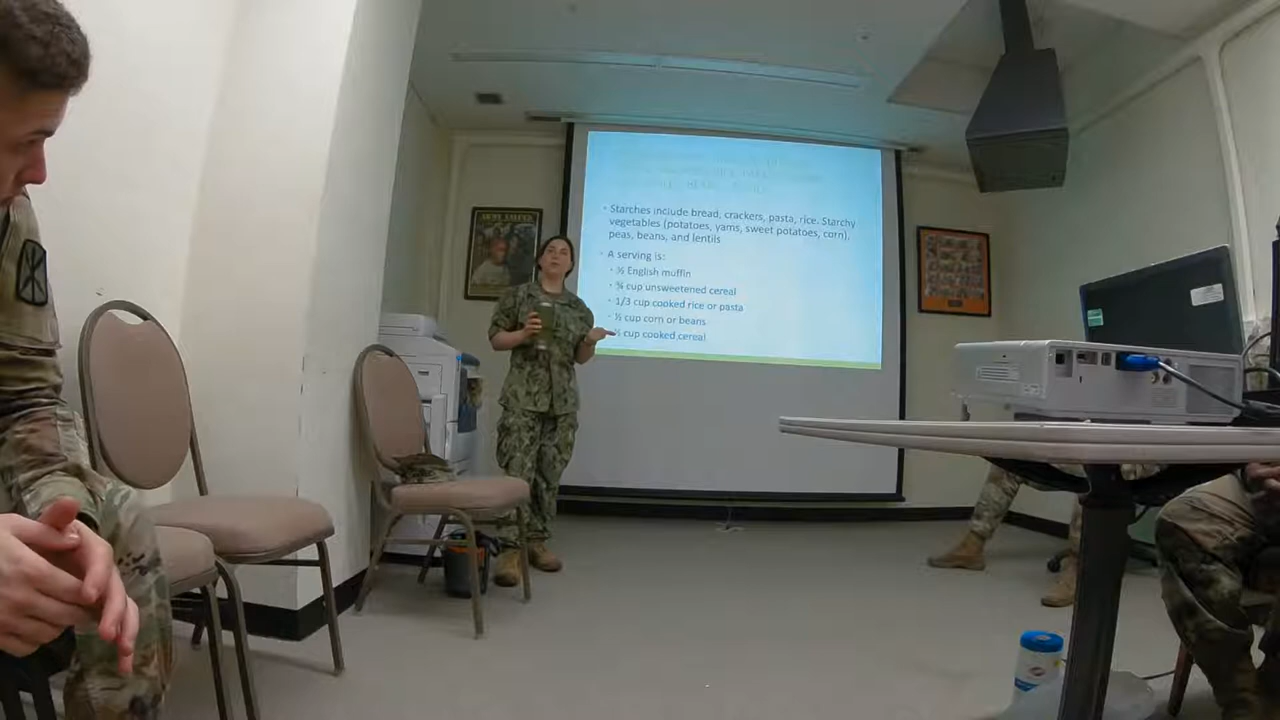 ARMY VALUES
• Starches include bread, crackers, pasta, rice. Starchy
vegetables (potatoes, yams, sweet potatoes, corn),
peas, beans, and lentils
• A serving is:
• ½ English muffin
• ¾ cup unsweetened cereal
• 1/3 cup cooked rice or pasta
• ½ cup corn or beans
cup cooked cereal